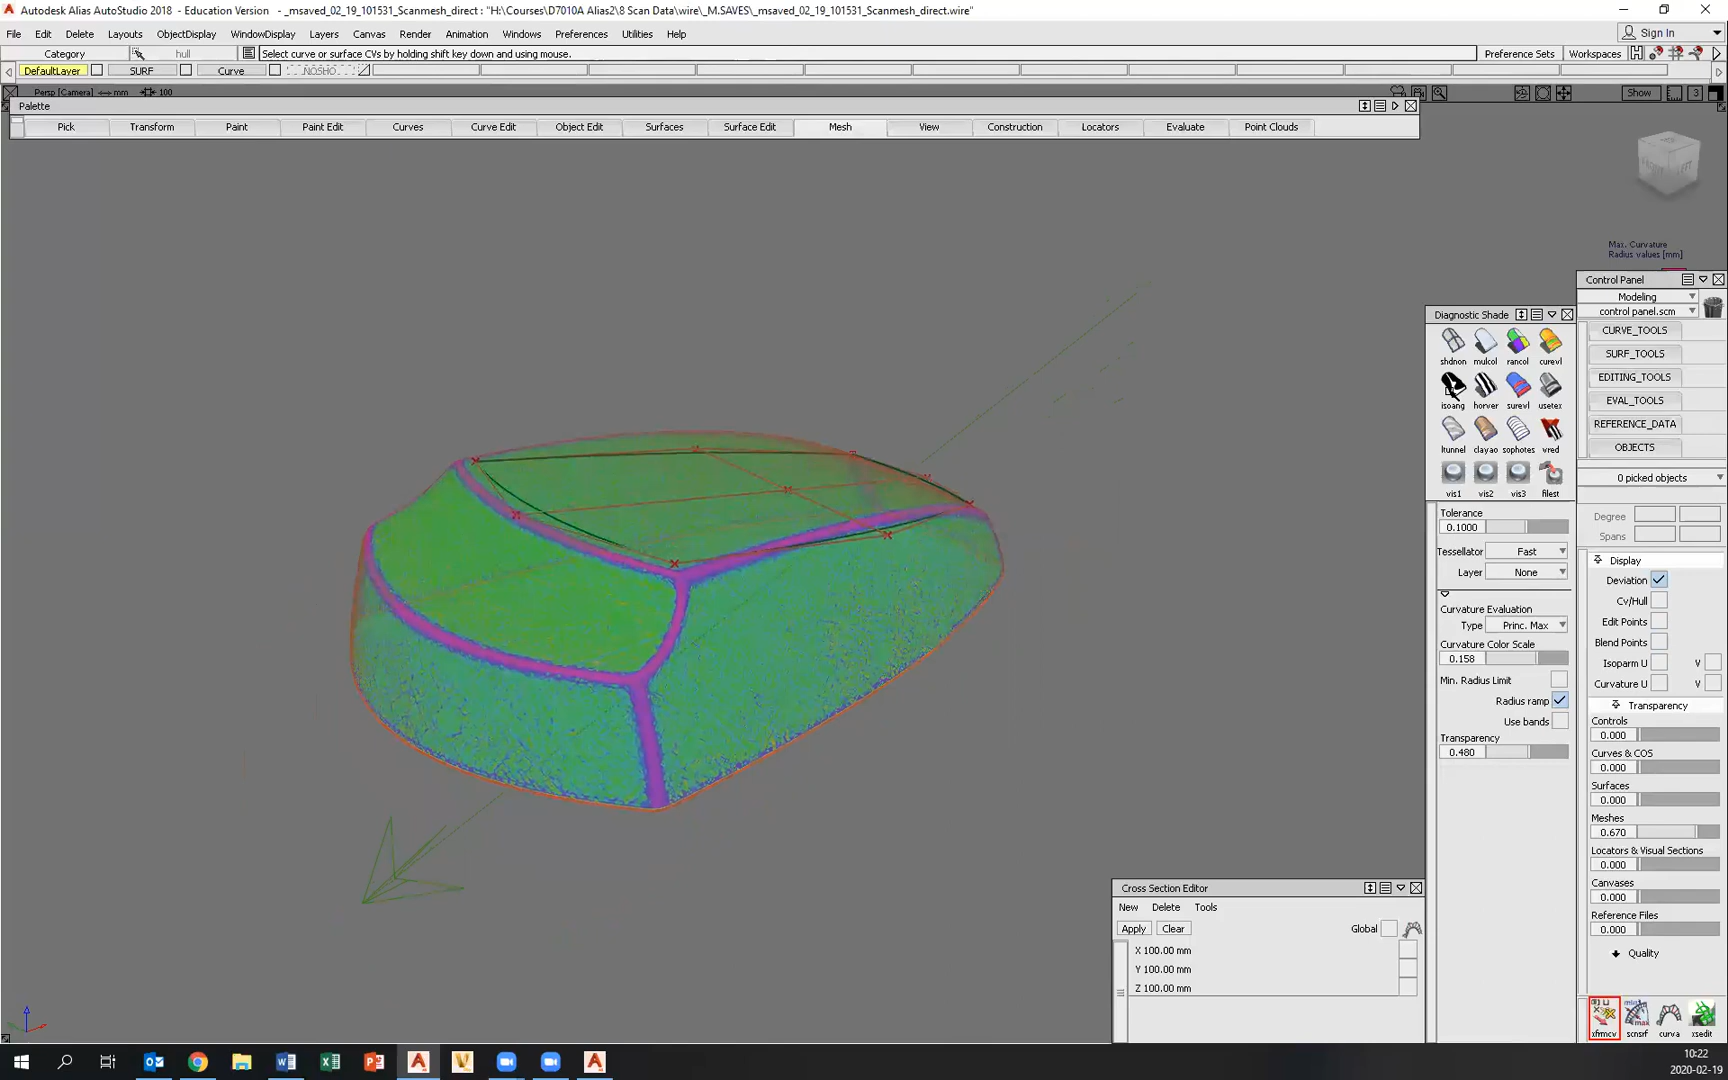 Autodesk Alias AutoStudio 2018 - Education Version - _msaved_02_19_101531_Scanmesh_direct : "H:\Courses\D7010A Alias2\8 Scan Data\wire\_M.SAVES\_msaved_02_19_101531_Scanmesh_direct.wire"
File Edit Delete Layouts ObjectDisplay WindowDisplay Layers Canvas Render Animation Windows Preferences Utilities Help
Sign In
Category hull Select curve or surface CVs by holding shift key down and using mouse.
Preference Sets Workspaces
DefaultLayer SURF Curve NOSHO
Persp [Camera] mm 100
Show 3
Palette
Pick Transform Paint Paint Edit Curves Curve Edit Object Edit Surfaces Surface Edit Mesh View Construction Locators Evaluate Point Clouds
FRONT LEFT
Max. Curvature
Radius values [mm]
Diagnostic Shade
shdnon mulcol rancol curevl
isoang horver surevl usetex
ltunnel clayao sophotes vred
vis1 vis2 vis3 filest
Tolerance
0.1000
Tessellator Fast
Layer None
Curvature Evaluation
Type Princ. Max
Curvature Color Scale
0.158
Min. Radius Limit
Radius ramp
Use bands
Transparency
0.480
Control Panel
Modeling
control panel.scm
CURVE_TOOLS
SURF_TOOLS
EDITING_TOOLS
EVAL_TOOLS
REFERENCE_DATA
OBJECTS
0 picked objects
Degree
Spans
Display
Deviation
Cv/Hull
Edit Points
Blend Points
Isoparm U V
Curvature U V
Transparency
Controls
0.000
Curves & COS
0.000
Surfaces
0.000
Meshes
0.670
Locators & Visual Sections
0.000
Canvases
0.000
Reference Files
0.000
Quality
xfrmcv scnsrf curva xsedit
Cross Section Editor
New Delete Tools
Apply Clear Global
X 100.00 mm
Y 100.00 mm
Z 100.00 mm
10:22
2020-02-19